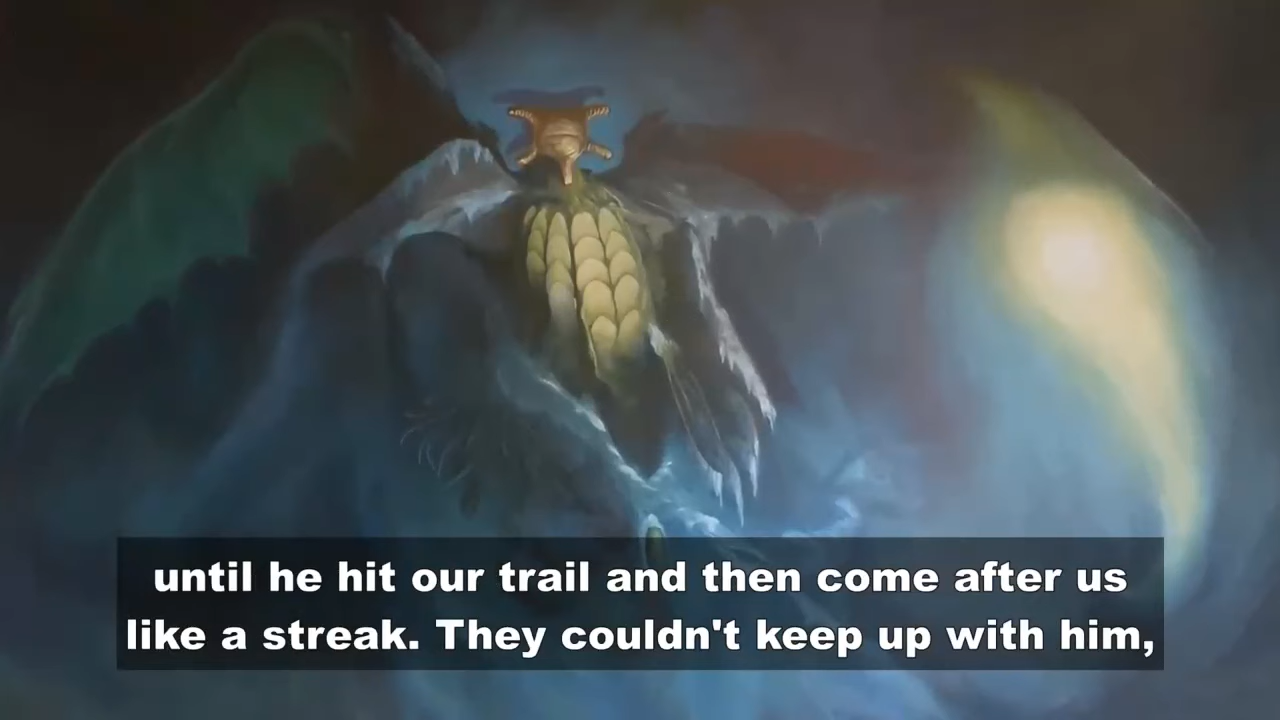 until he hit our trail and then come after us
like a streak. They couldn't keep up with him,